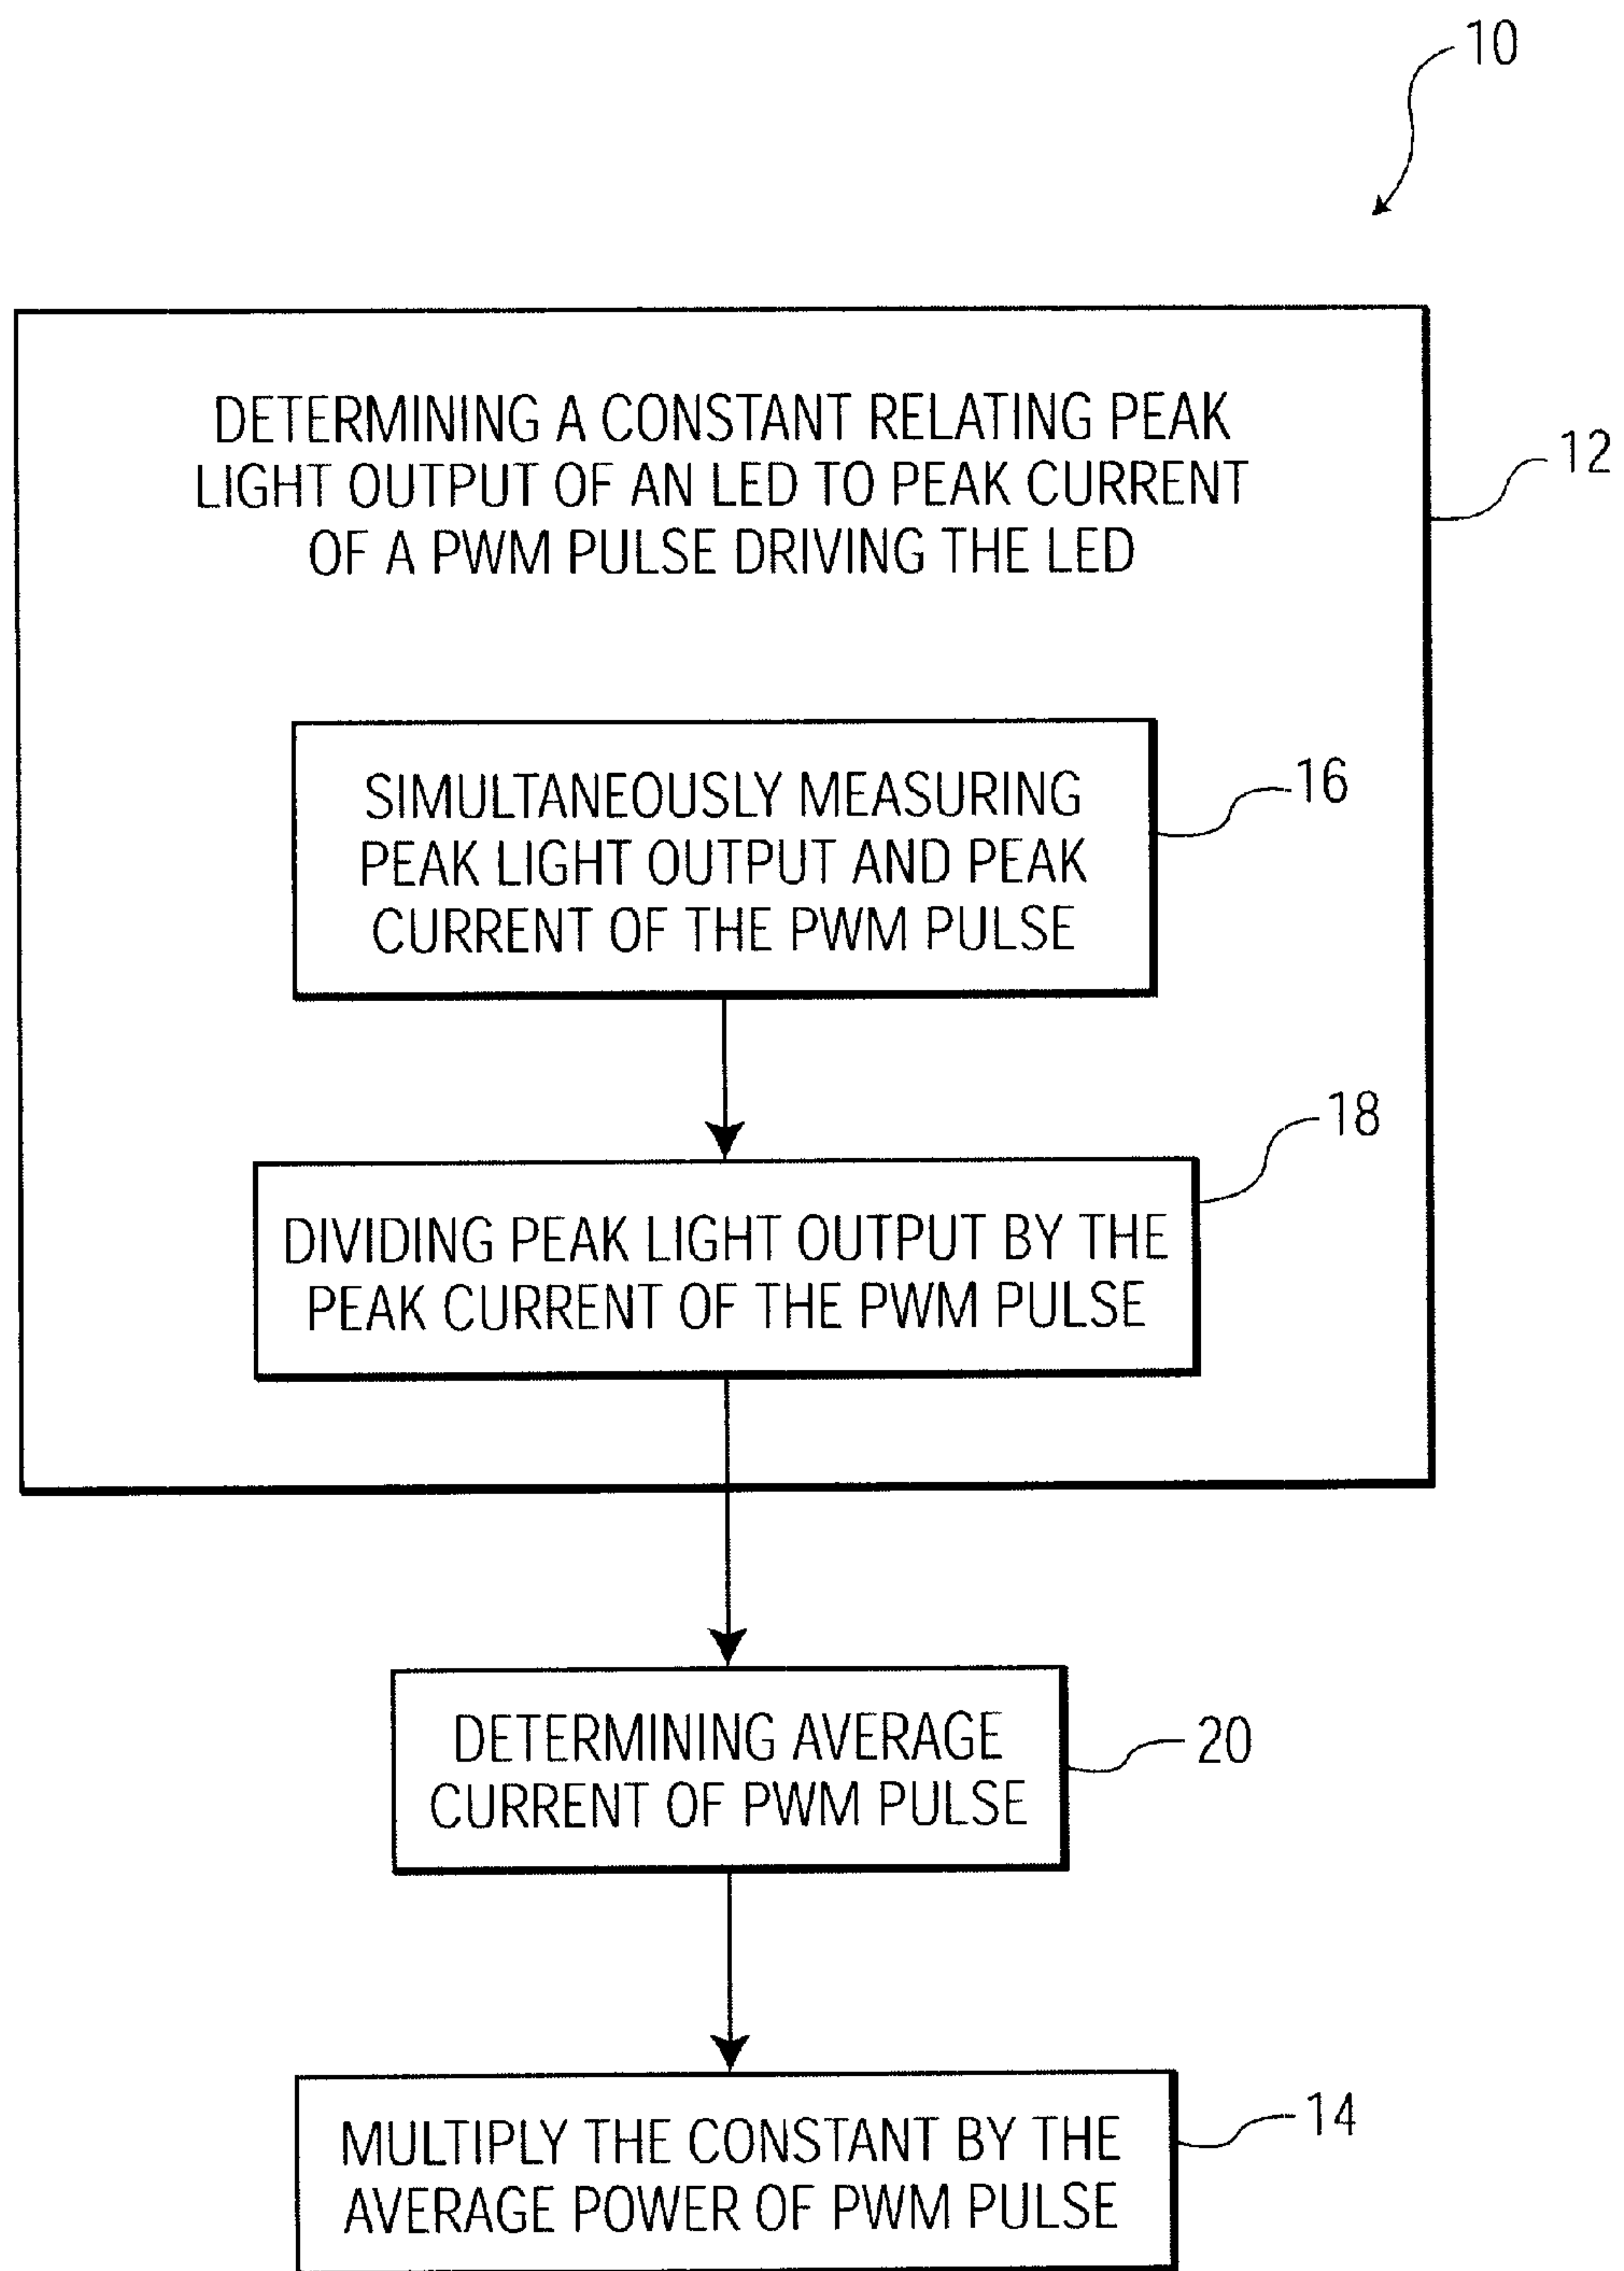 10
DETERMINING A CONSTANT RELATING PEAK
LIGHT OUTPUT OF AN LED TO PEAK CURRENT
OF A PWM PULSE DRIVING THE LED
12
SIMULTANEOUSLY MEASURING
PEAK LIGHT OUTPUT AND PEAK
CURRENT OF THE PWM PULSE
16
DIVIDING PEAK LIGHT OUTPUT BY THE
PEAK CURRENT OF THE PWM PULSE
18
DETERMINING AVERAGE
CURRENT OF PWM PULSE
20
MULTIPLY THE CONSTANT BY THE
AVERAGE POWER OF PWM PULSE
14